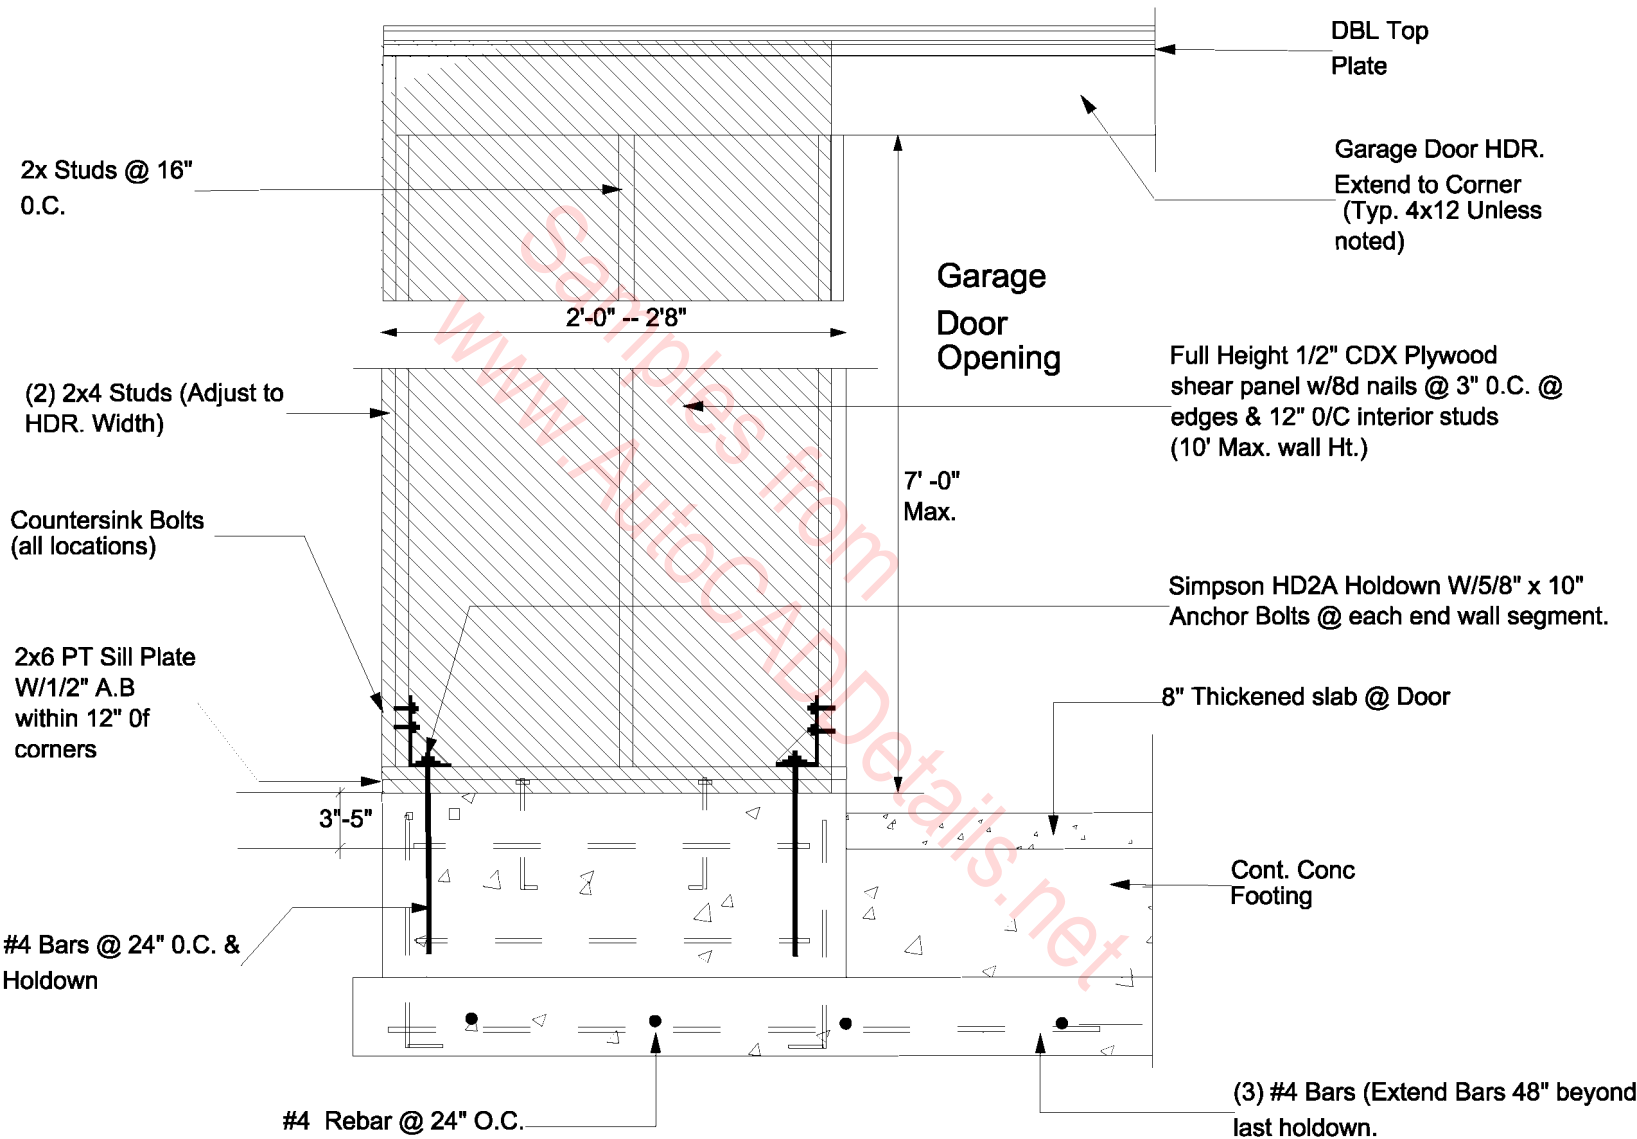 DBL Top
Plate
Garage Door HDR.
Extend to Corner
(Typ. 4x12 Unless
noted)
2x Studs @ 16"
0.C.
Garage
Door
Opening
2'-0" -- 2'8"
Full Height 1/2" CDX Plywood
shear panel w/8d nails @ 3" 0.C. @
edges & 12" 0/C interior studs
(10' Max. wall Ht.)
(2) 2x4 Studs (Adjust to
HDR. Width)
7' -0"
Max.
Countersink Bolts
(all locations)
Simpson HD2A Holdown W/5/8" x 10"
Anchor Bolts @ each end wall segment.
2x6 PT Sill Plate
W/1/2" A.B
within 12" 0f
corners
8" Thickened slab @ Door
3"-5"
Cont. Conc
Footing
#4 Bars @ 24" 0.C. &
Holdown
#4 Rebar @ 24" O.C.
(3) #4 Bars (Extend Bars 48" beyond
last holdown.
Samples from
www.AutoCADDetails.net